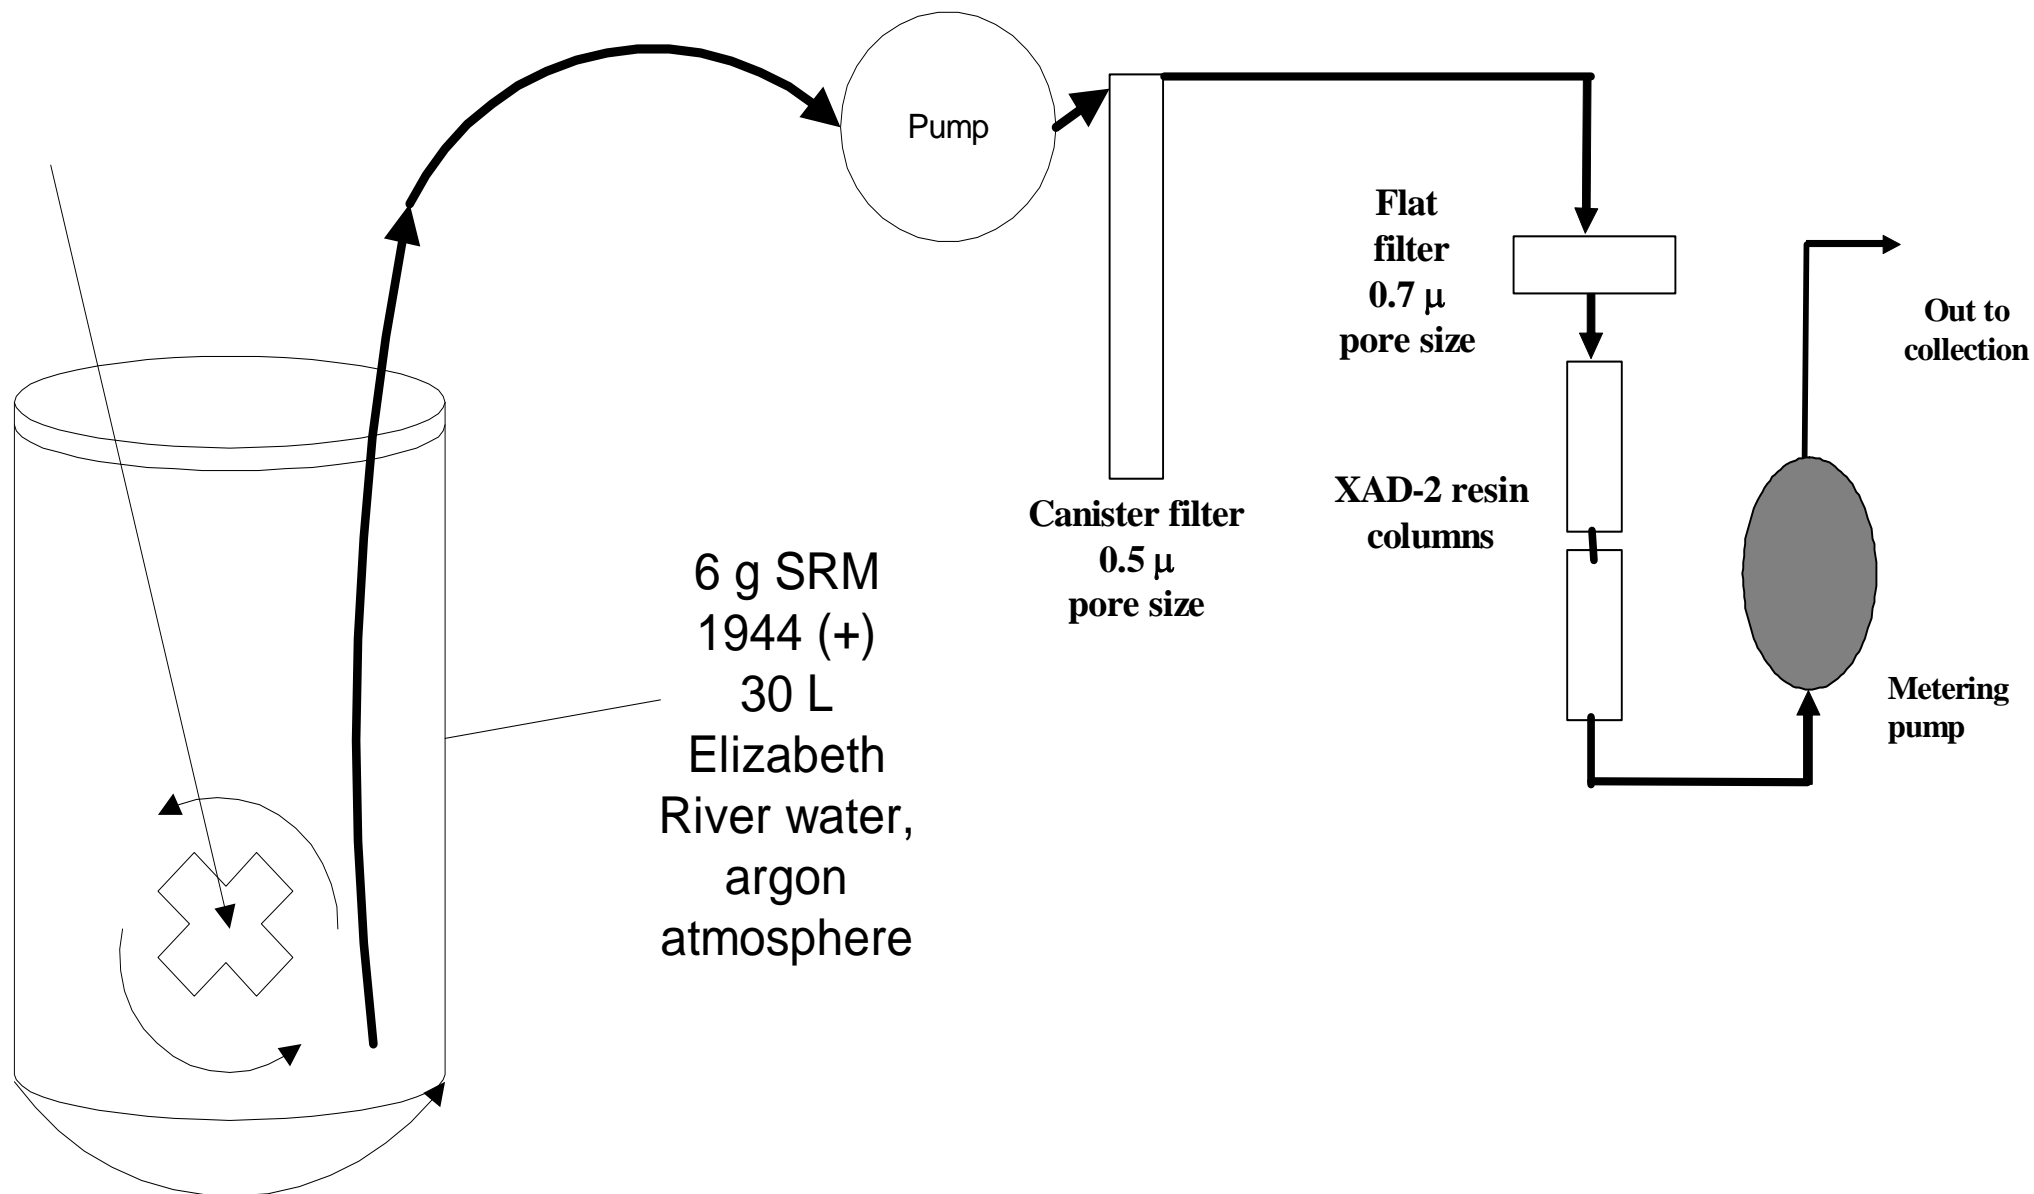 Pump
Flat
filter
0.7 μ
pore size
Out to
collection
XAD-2 resin
columns
Canister filter
0.5 μ
pore size
6 g SRM
1944 (+)
30 L
Elizabeth
River water,
argon
atmosphere
Metering
pump